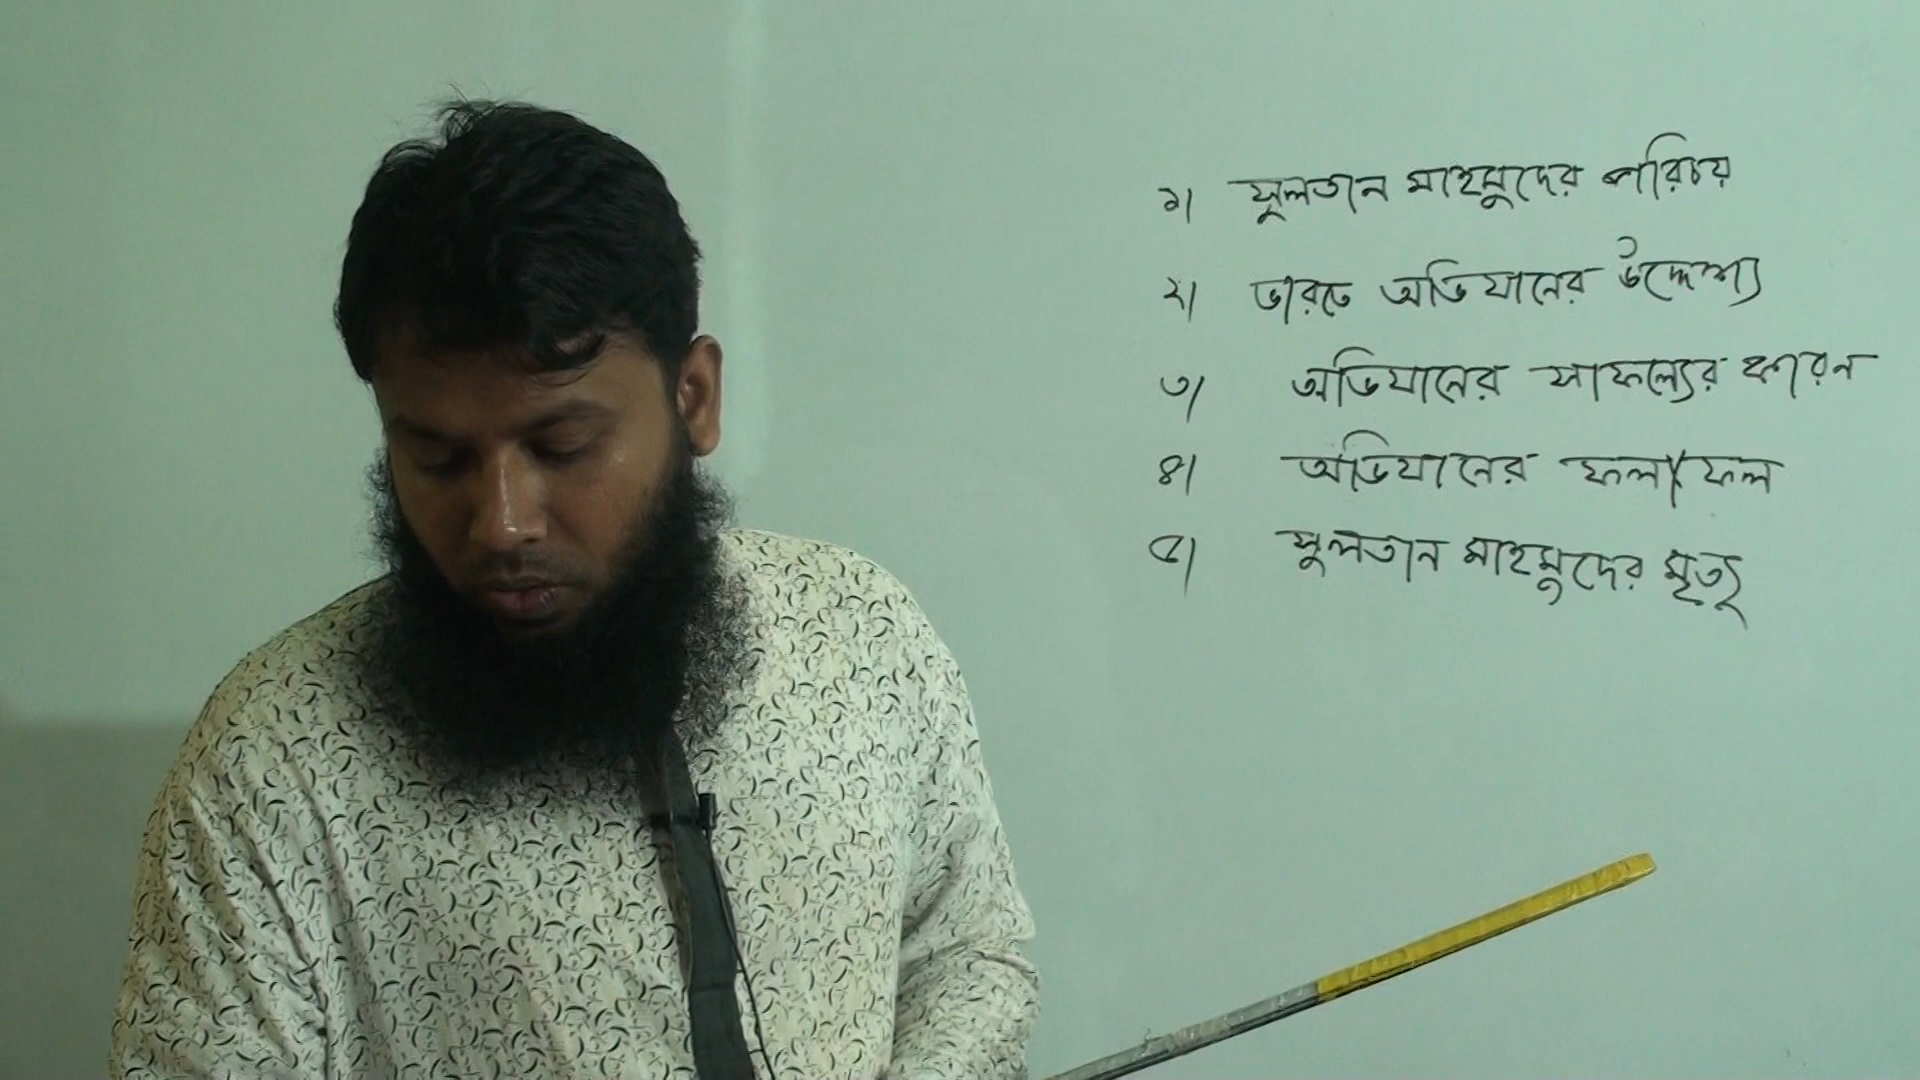 ১। সুলতান মাহমুদের পরিচয়
২। ভারতে অভিযানের উদ্দেশ্য
৩। অভিযানের সাফল্যের কারন
৪। অভিযানের ফলাফল
৫। সুলতান মাহমুদের মৃত্যু